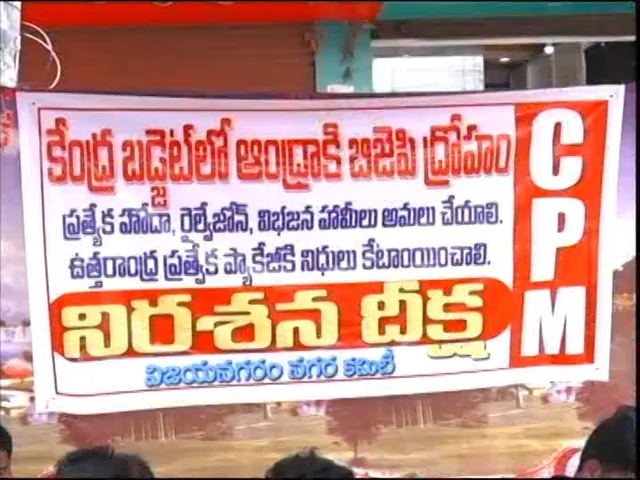 కేంద్ర బడ్జెట్‌లో ఆంధ్రాకి బిజెపి ద్రోహం
ప్రత్యేక హోదా, రైల్వేజోన్, విభజన హామీలు అమలు చేయాలి.
ఉత్తరాంధ్ర ప్రత్యేక ప్యాకేజీకి నిధులు కేటాయించాలి.
నిరశన దీక్ష
విజయనగరం నగర కమిటీ
CPM